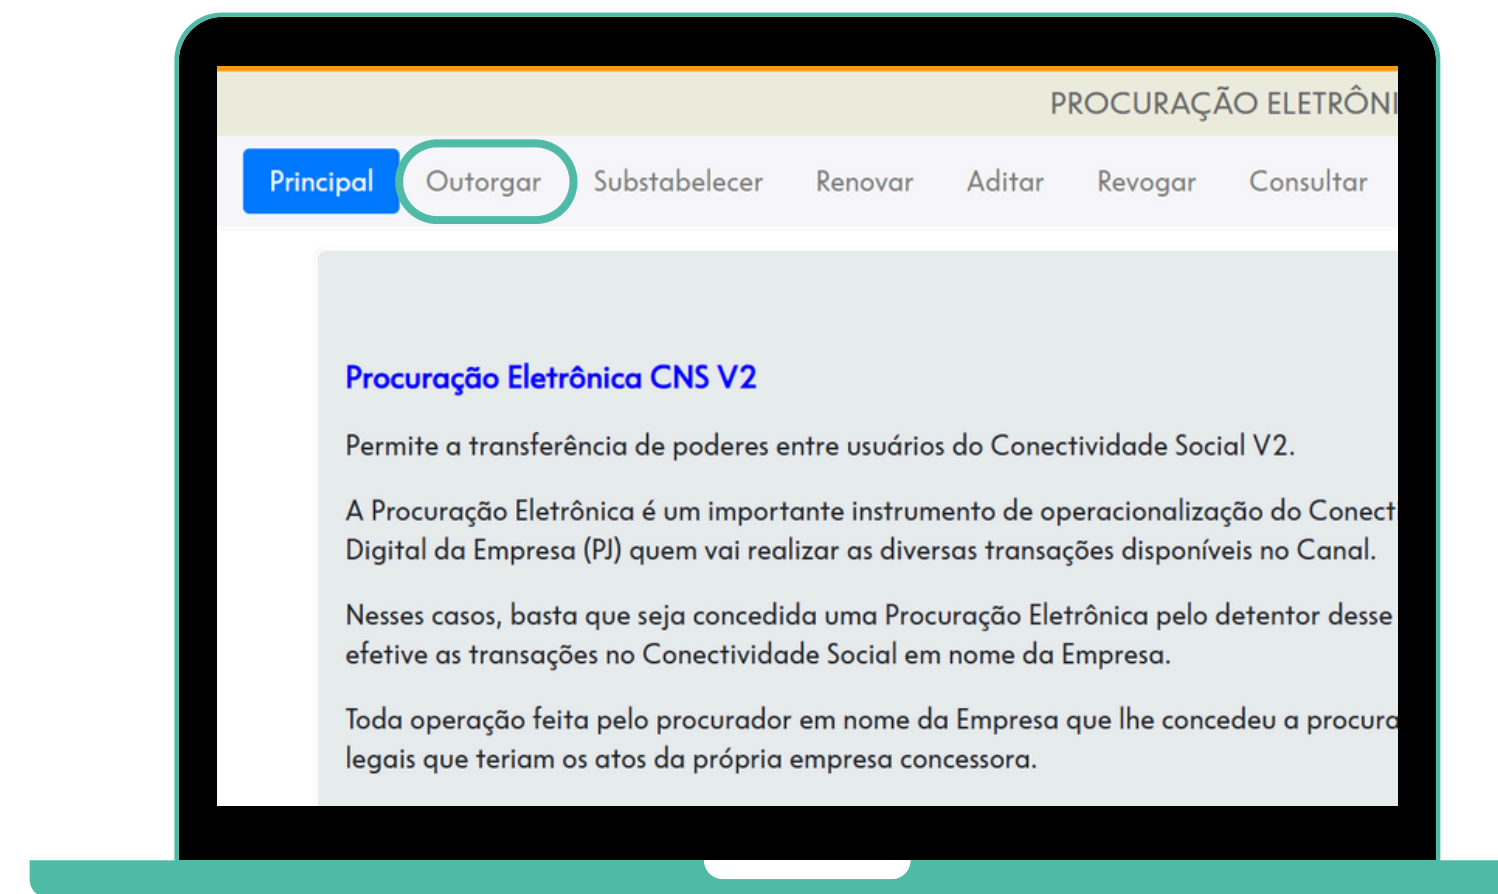 PROCURAÇÃO ELETRÔNI
Principal Outorgar Substabelecer Renovar Aditar Revogar Consultar
Procuração Eletrônica CNS V2
Permite a transferência de poderes entre usuários do Conectividade Social V2.
A Procuração Eletrônica é um importante instrumento de operacionalização do Conect
Digital da Empresa (PJ) quem vai realizar as diversas transações disponíveis no Canal.
Nesses casos, basta que seja concedida uma Procuração Eletrônica pelo detentor desse
efetive as transações no Conectividade Social em nome da Empresa.
Toda operação feita pelo procurador em nome da Empresa que lhe concedeu a procura
legais que teriam os atos da própria empresa concessora.